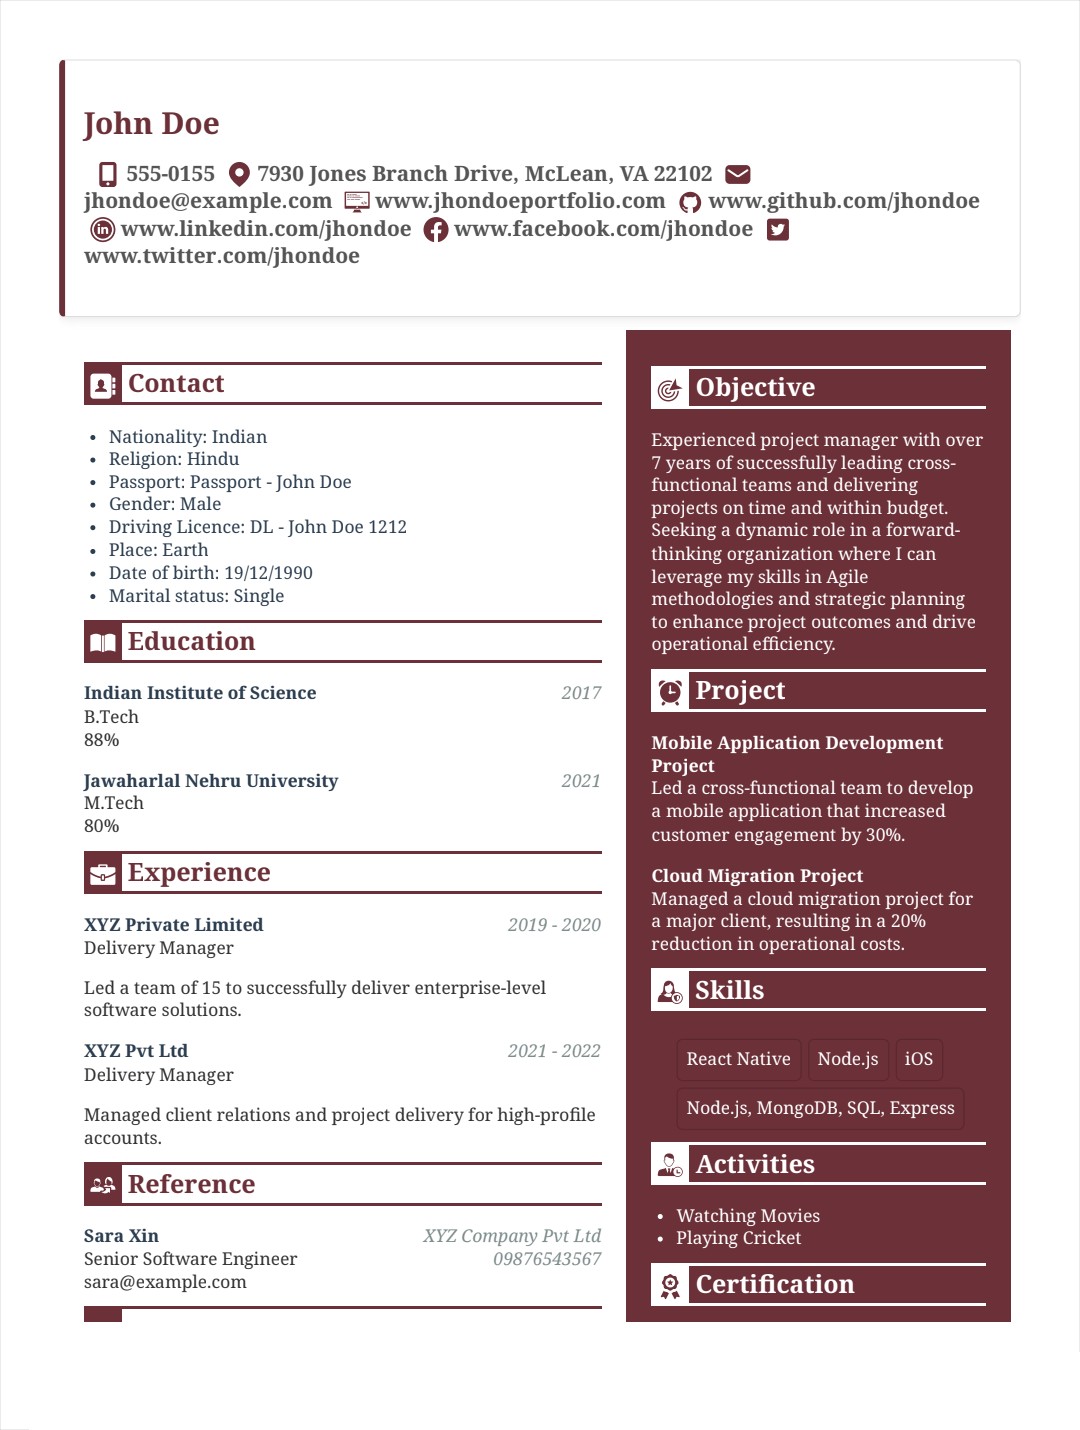 John Doe
555-0155 7930 Jones Branch Drive, McLean, VA 22102
jhondoe@example.com www.jhondoeportfolio.com www.github.com/jhondoe
www.linkedin.com/jhondoe www.facebook.com/jhondoe
www.twitter.com/jhondoe
Contact
• Nationality: Indian
• Religion: Hindu
• Passport: Passport - John Doe
• Gender: Male
• Driving Licence: DL - John Doe 1212
• Place: Earth
• Date of birth: 19/12/1990
• Marital status: Single
Education
Indian Institute of Science 2017
B.Tech
88%
Jawaharlal Nehru University 2021
M.Tech
80%
Experience
XYZ Private Limited 2019 - 2020
Delivery Manager
Led a team of 15 to successfully deliver enterprise-level
software solutions.
XYZ Pvt Ltd 2021 - 2022
Delivery Manager
Managed client relations and project delivery for high-profile
accounts.
Reference
Sara Xin XYZ Company Pvt Ltd
Senior Software Engineer 09876543567
sara@example.com
Objective
Experienced project manager with over
7 years of successfully leading cross-
functional teams and delivering
projects on time and within budget.
Seeking a dynamic role in a forward-
thinking organization where I can
leverage my skills in Agile
methodologies and strategic planning
to enhance project outcomes and drive
operational efficiency.
Project
Mobile Application Development
Project
Led a cross-functional team to develop
a mobile application that increased
customer engagement by 30%.
Cloud Migration Project
Managed a cloud migration project for
a major client, resulting in a 20%
reduction in operational costs.
Skills
React Native Node.js iOS
Node.js, MongoDB, SQL, Express
Activities
• Watching Movies
• Playing Cricket
Certification